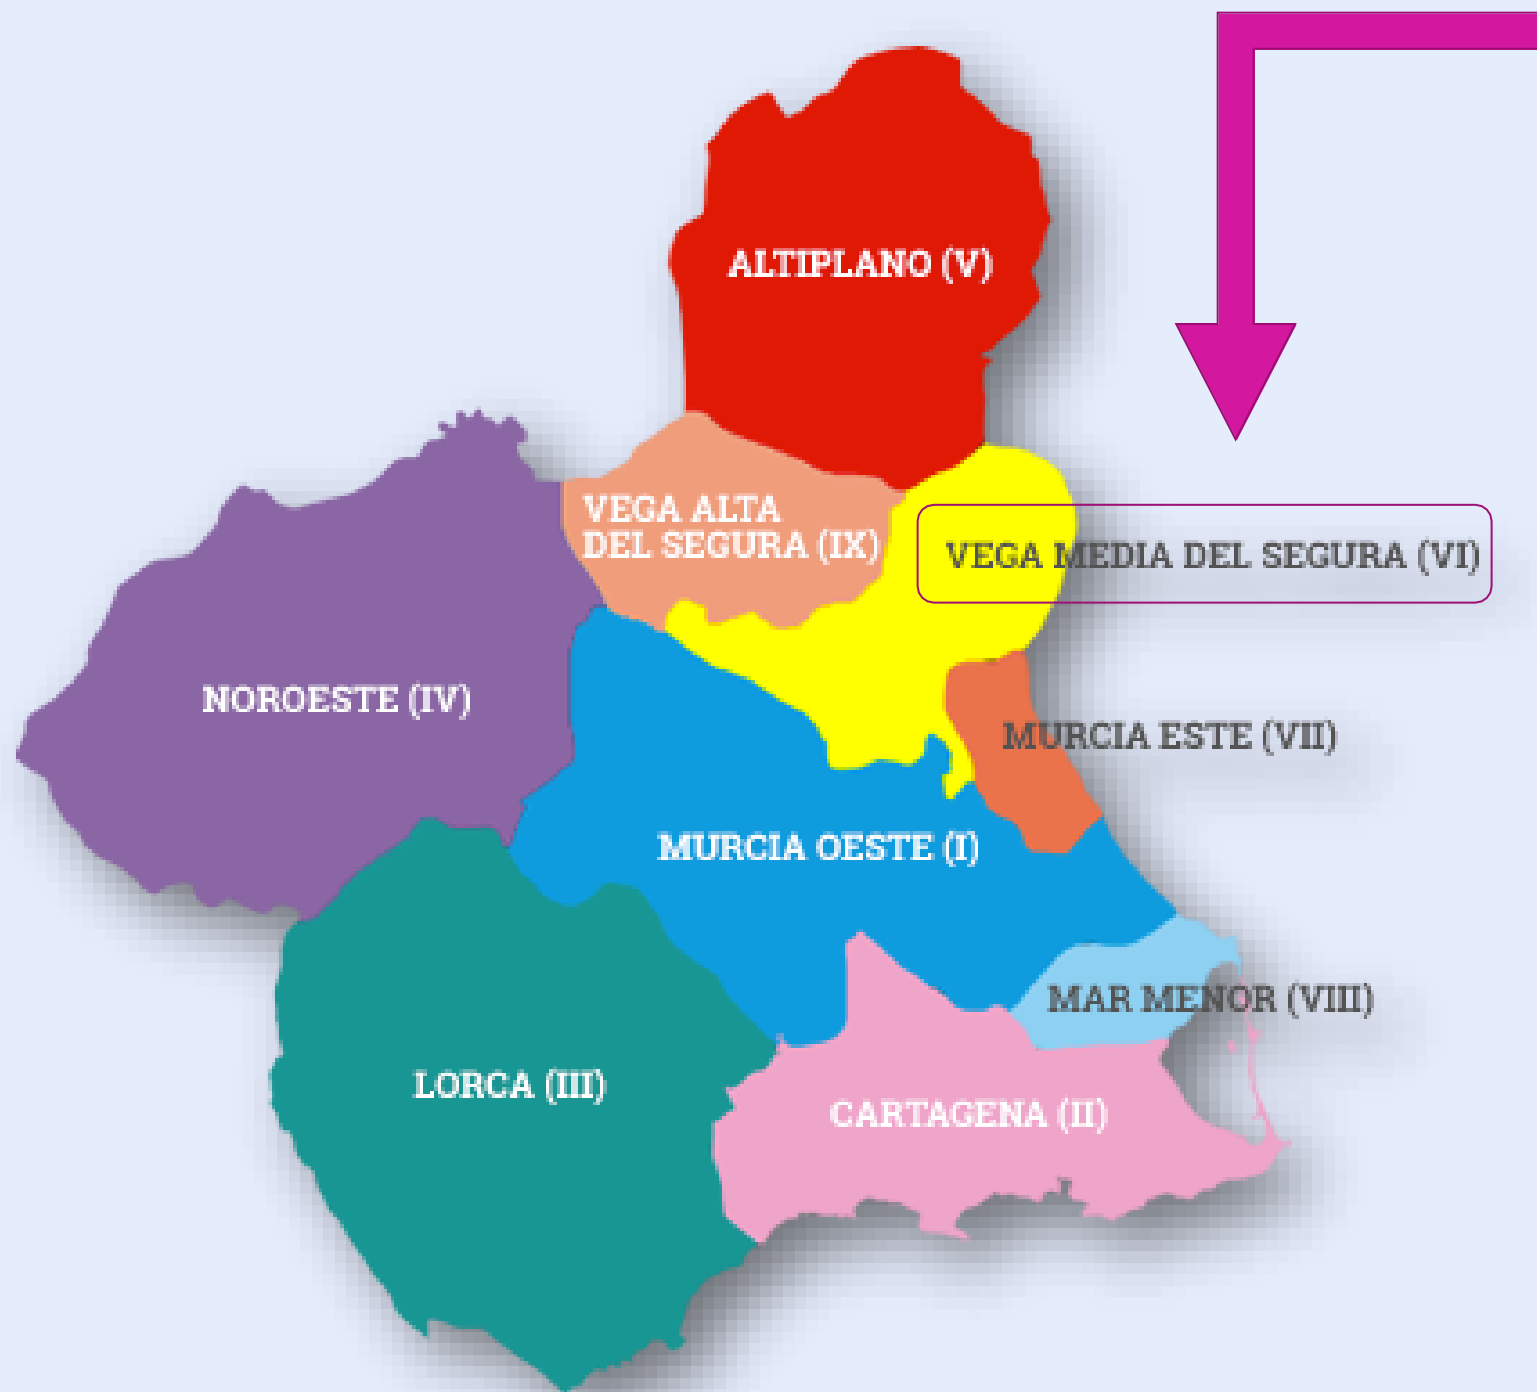 ALTIPLANO (V)
VEGA ALTA
DEL SEGURA (IX)
VEGA MEDIA DEL SEGURA (VI)
NOROESTE (IV)
MURCIA ESTE (VII)
MURCIA OESTE (I)
MAR MENOR (VIII)
LORCA (III)
CARTAGENA (II)